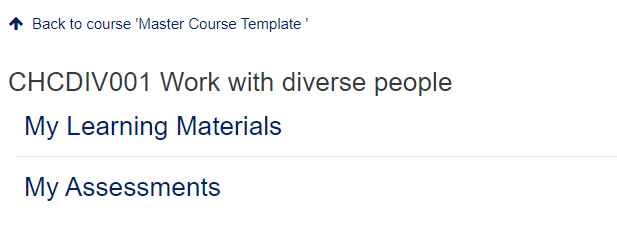 Back to course 'Master Course Template '
CHCDIV001 Work with diverse people
My Learning Materials
My Assessments